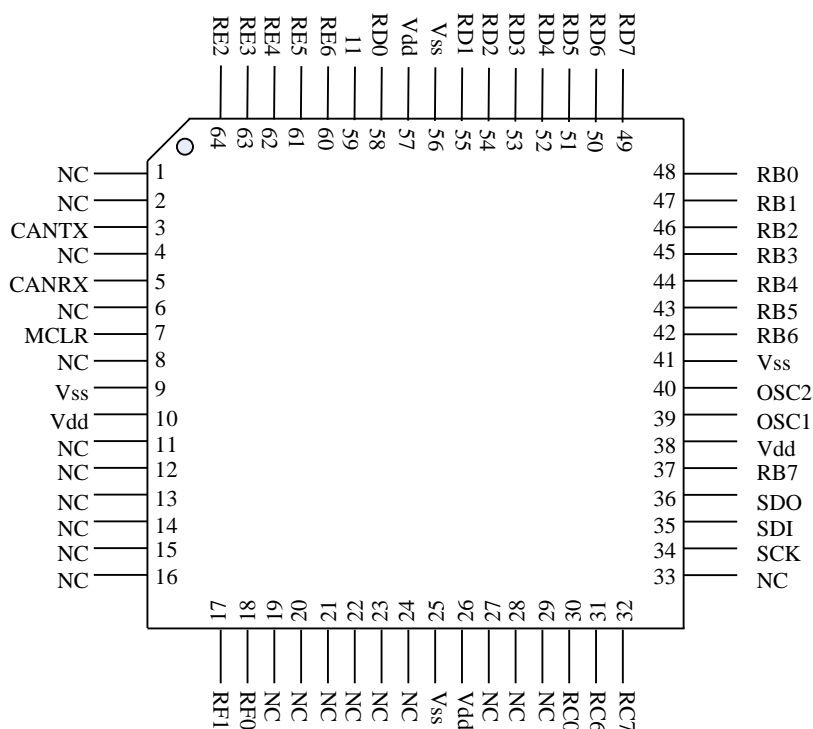 RE2 RE3 RE4 RE5 RE6 11 RD0 Vdd Vss RD1 RD2 RD3 RD4 RD5 RD6 RD7
64 63 62 61 60 59 58 57 56 55 54 53 52 51 50 49
NC 1 48 RB0
NC 2 47 RB1
CANTX 3 46 RB2
NC 4 45 RB3
CANRX 5 44 RB4
NC 6 43 RB5
MCLR 7 42 RB6
NC 8 41 Vss
Vss 9 40 OSC2
Vdd 10 39 OSC1
NC 11 38 Vdd
NC 12 37 RB7
NC 13 36 SDO
NC 14 35 SDI
NC 15 34 SCK
NC 16 33 NC
17 18 19 20 21 22 23 24 25 26 27 28 29 30 31 32
RF1 RF0 NC NC NC NC NC NC Vss Vdd NC NC NC RC0 RC6 RC7